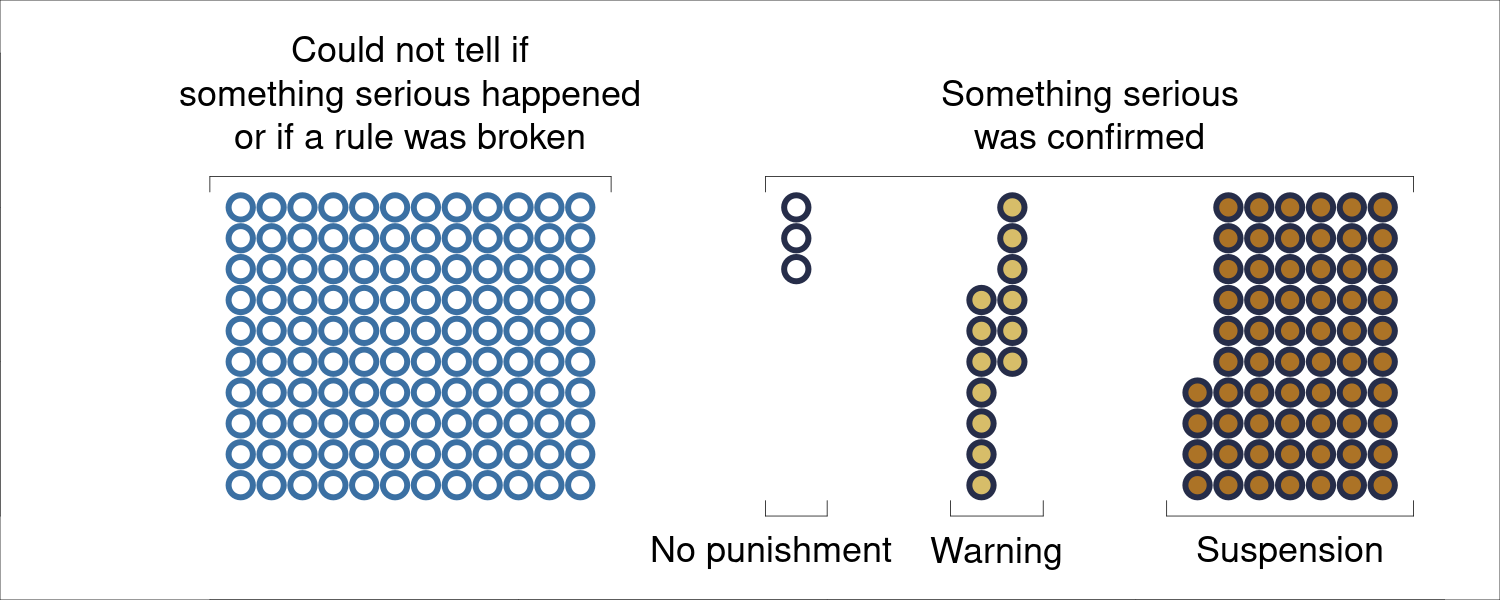 Could not tell if
something serious happened
or if a rule was broken
Something serious
was confirmed
No punishment
Warning
Suspension